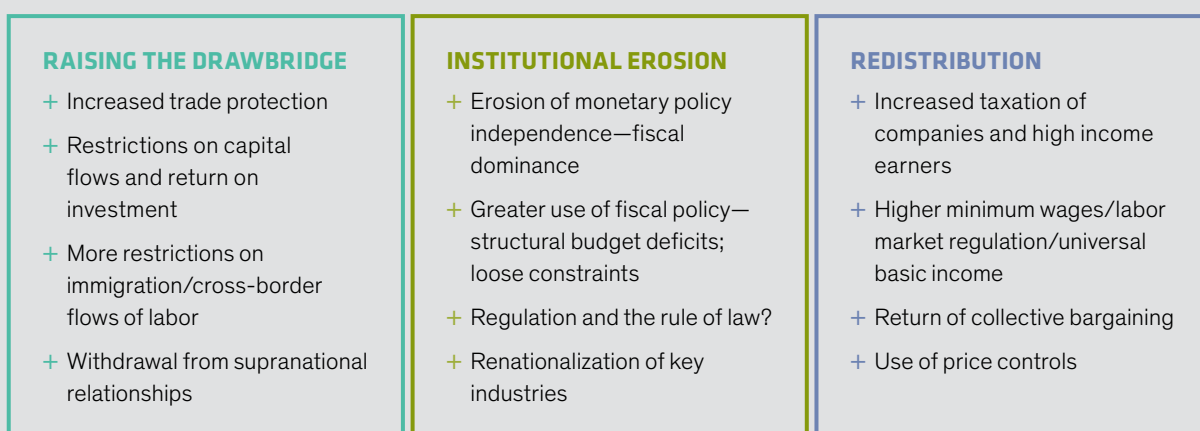 RAISING THE DRAWBRIDGE
+ Increased trade protection
+ Restrictions on capital
flows and return on
investment
+ More restrictions on
immigration/cross-border
flows of labor
+ Withdrawal from supranational
relationships
INSTITUTIONAL EROSION
+ Erosion of monetary policy
independence—fiscal
dominance
+ Greater use of fiscal policy—
structural budget deficits;
loose constraints
+ Regulation and the rule of law?
+ Renationalization of key
industries
REDISTRIBUTION
+ Increased taxation of
companies and high income
earners
+ Higher minimum wages/labor
market regulation/universal
basic income
+ Return of collective bargaining
+ Use of price controls